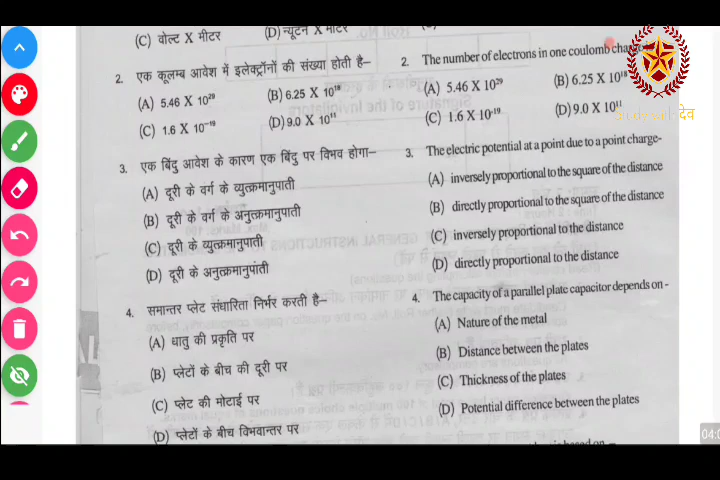 (C) वोल्ट X मीटर
(D) न्यूटन X मीटर
2. एक कूलम्ब आवेश में इलेक्ट्रॉनों की संख्या होती है–
(A) 5.46 X 10²⁹
(B) 6.25 X 10¹⁸
(C) 1.6 X 10⁻¹⁹
(D) 9.0 X 10¹¹
3. एक बिंदु आवेश के कारण एक बिंदु पर विभव होगा–
(A) दूरी के वर्ग के व्युत्क्रमानुपाती
(B) दूरी के वर्ग के अनुत्क्रमानुपाती
(C) दूरी के व्युत्क्रमानुपाती
(D) दूरी के अनुत्क्रमानुपाती
4. समान्तर प्लेट संधारिता निर्भर करती है–
(A) धातु की प्रकृति पर
(B) प्लेटों के बीच की दूरी पर
(C) प्लेट की मोटाई पर
(D) प्लेटों के बीच विभवान्तर पर
2. The number of electrons in one coulomb
(A) 5.46 X 10²⁹
(B) 6.25 X 10¹⁸
(C) 1.6 X 10⁻¹⁹
(D) 9.0 X 10¹¹
3. The electric potential at a point due to a point charge-
(A) inversely proportional to the square of the distance
(B) directly proportional to the square of the distance
(C) inversely proportional to the distance
(D) directly proportional to the distance
4. The capacity of a parallel plate capacitor depends on -
(A) Nature of the metal
(B) Distance between the plates
(C) Thickness of the plates
(D) Potential difference between the plates